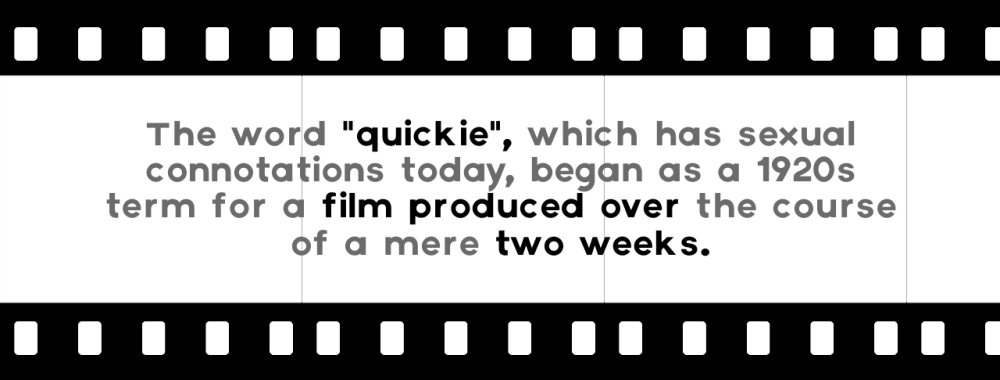 The word "quickie", which has sexual
connotations today, began as a 1920s
term for a film produced over the course
of a mere two weeks.